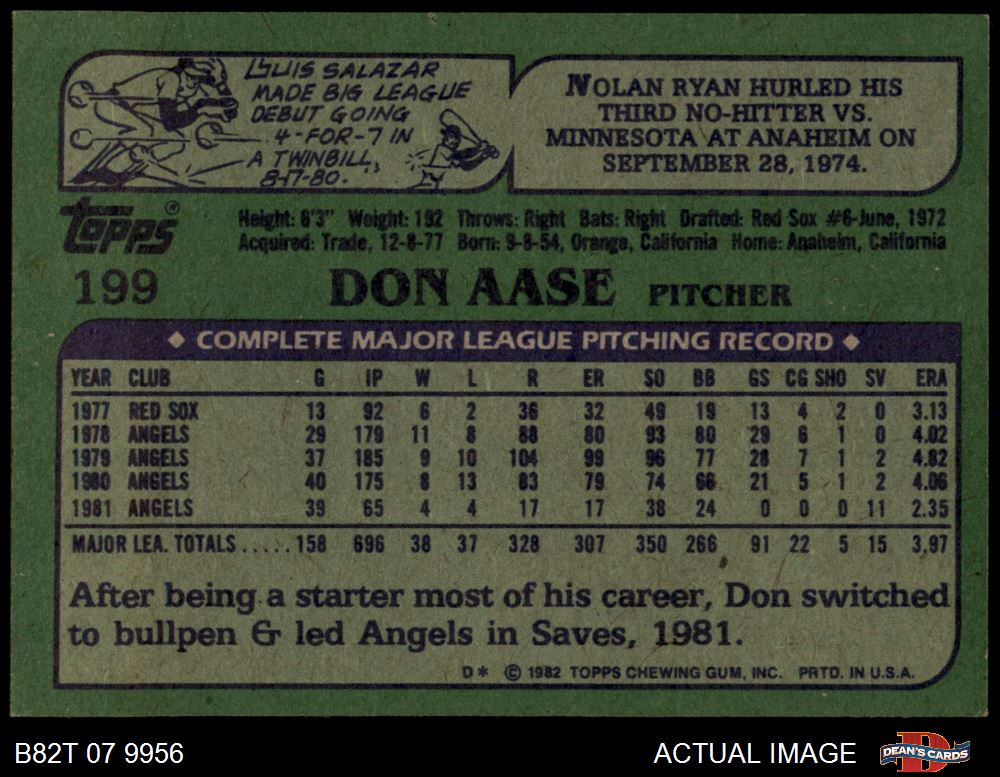 LUIS SALAZAR
MADE BIG LEAGUE
DEBUT GOING
4-FOR-7 IN
A TWINBILL,
8-17-80.
NOLAN RYAN HURLED HIS
THIRD NO-HITTER VS.
MINNESOTA AT ANAHEIM ON
SEPTEMBER 28, 1974.
TOPPS®
Height: 6'3" Weight: 192 Throws: Right Bats: Right Drafted: Red Sox #6-June, 1972
Acquired: Trade, 12-8-77 Born: 9-8-54, Orange, California Home: Anaheim, California
199 DON AASE PITCHER
◆ COMPLETE MAJOR LEAGUE PITCHING RECORD ◆
YEAR CLUB G IP W L R ER SO BB GS CG SHO SV ERA
1977 RED SOX 13 92 6 2 36 32 49 19 13 4 2 0 3.13
1978 ANGELS 29 179 11 8 88 80 93 80 29 6 1 0 4.02
1979 ANGELS 37 185 9 10 104 99 96 77 28 7 1 2 4.82
1980 ANGELS 40 175 8 13 83 79 74 66 21 5 1 2 4.06
1981 ANGELS 39 65 4 4 17 17 38 24 0 0 0 11 2.35
MAJOR LEA. TOTALS.....158 696 38 37 328 307 350 266 91 22 5 15 3.97
After being a starter most of his career, Don switched
to bullpen & led Angels in Saves, 1981.
D* © 1982 TOPPS CHEWING GUM, INC. PRTD. IN U.S.A.
B82T 07 9956 ACTUAL IMAGE DEAN'S CARDS